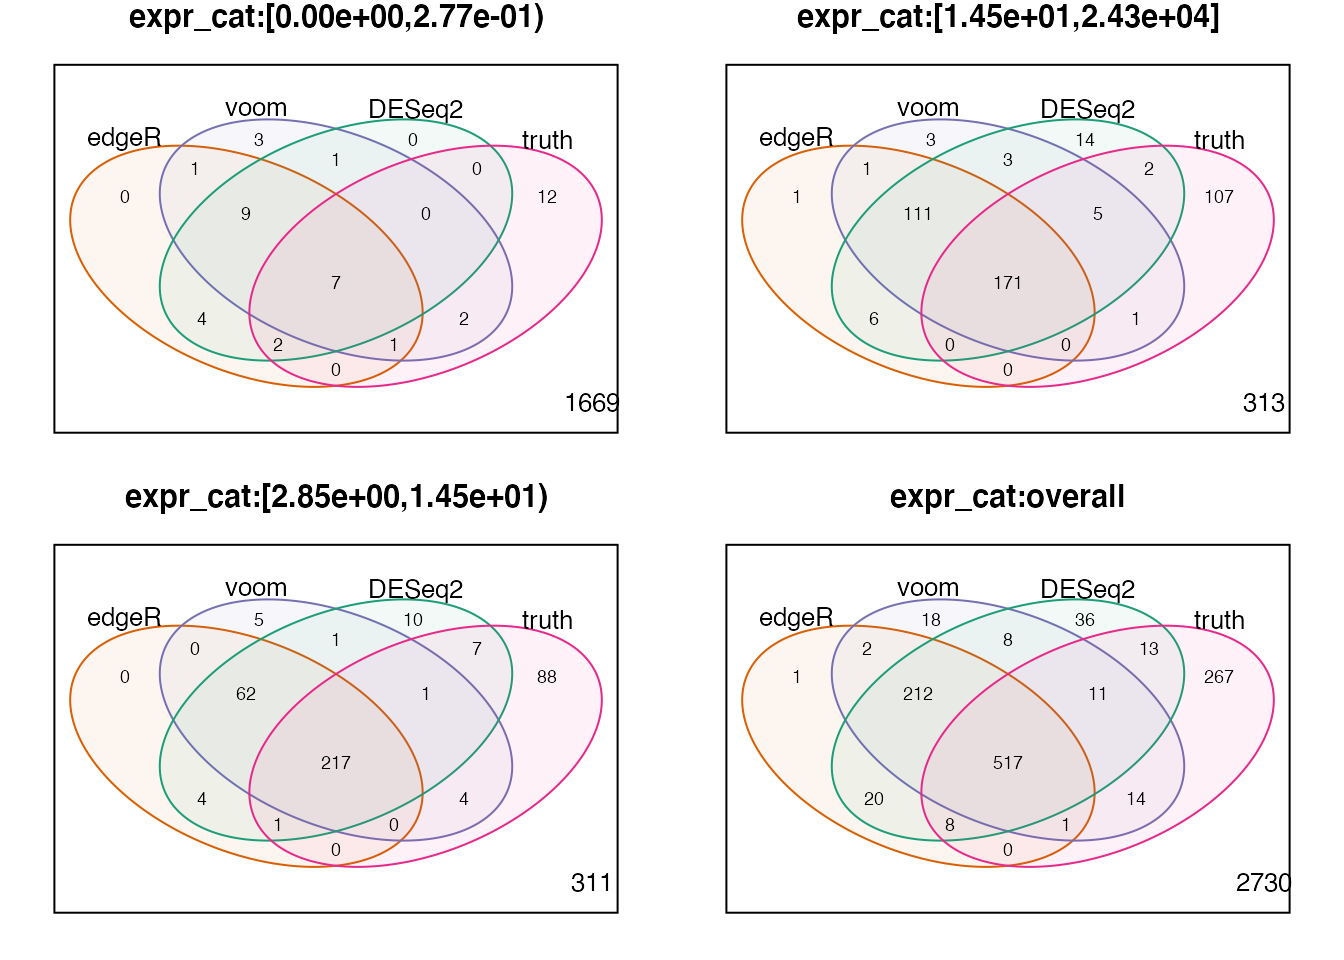 expr_cat:[0.00e+00,2.77e-01)
edgeR voom DESeq2 truth
3 0
1 1 0
0 12
9 0
7
4 2
2 1
0
1669
expr_cat:[1.45e+01,2.43e+04]
edgeR voom DESeq2 truth
3 14
1 3 2
1 107
111 5
171
6 1
0 0
0
313
expr_cat:[2.85e+00,1.45e+01)
edgeR voom DESeq2 truth
5 10
0 1 7
0 88
62 1
217
4 4
1 0
0
311
expr_cat:overall
edgeR voom DESeq2 truth
18 36
2 8 13
1 267
212 11
517
20 14
8 1
0
2730